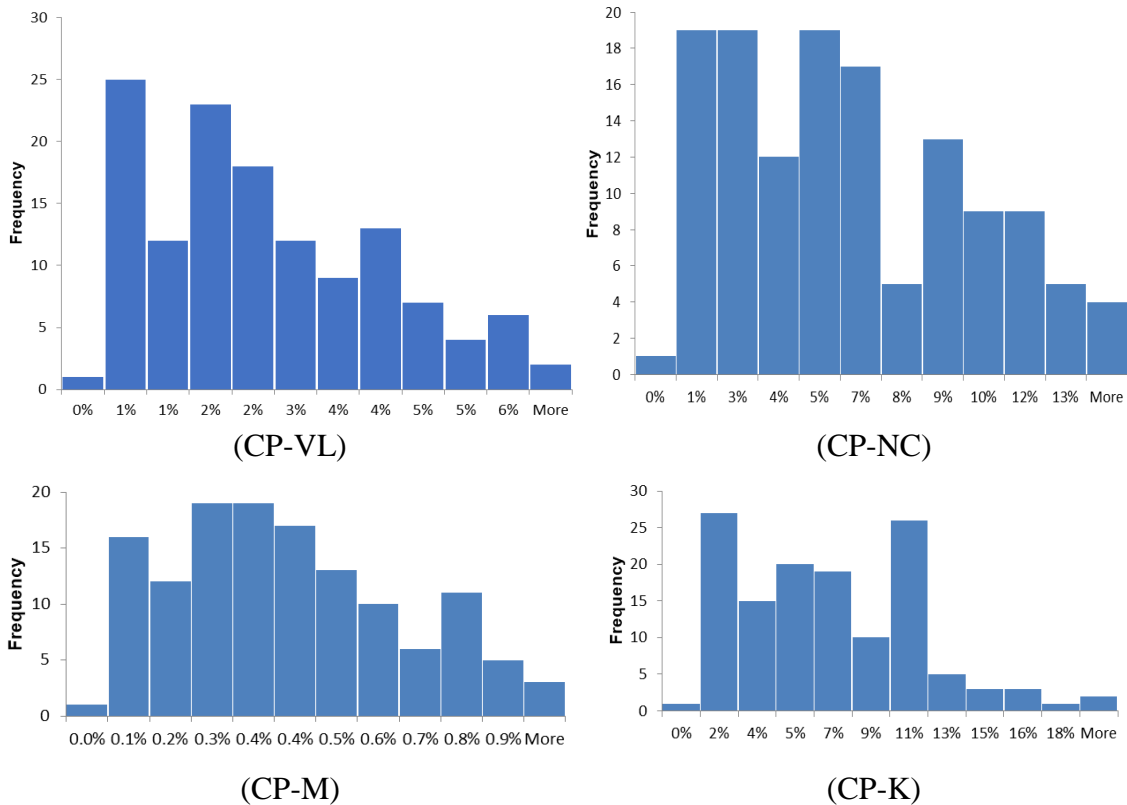 30
25
20
15
10
5
0
Frequency
0% 1% 1% 2% 2% 3% 4% 4% 5% 5% 6% More
(CP-VL)
20
18
16
14
12
10
8
6
4
2
0
Frequency
0% 1% 3% 4% 5% 7% 8% 9% 10% 12% 13% More
(CP-NC)
20
15
10
5
0
Frequency
0.0% 0.1% 0.2% 0.3% 0.4% 0.4% 0.5% 0.6% 0.7% 0.8% 0.9% More
(CP-M)
30
25
20
15
10
5
0
Frequency
0% 2% 4% 5% 7% 9% 11% 13% 15% 16% 18% More
(CP-K)